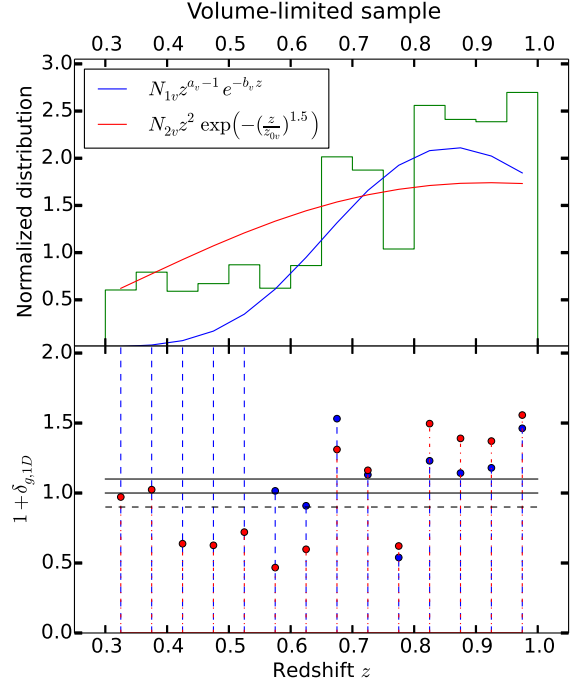 Volume-limited sample
0.3 0.4 0.5 0.6 0.7 0.8 0.9 1.0
3.0
2.5
2.0
1.5
1.0
0.5
Normalized distribution
N_{1v} z^{a_v−1} e^{−b_v z}
N_{2v} z^2 exp(−(z/z_{0v})^{1.5})
2.0
1.5
1.0
0.5
0.0
1+δ_{g,1D}
0.3 0.4 0.5 0.6 0.7 0.8 0.9 1.0
Redshift z